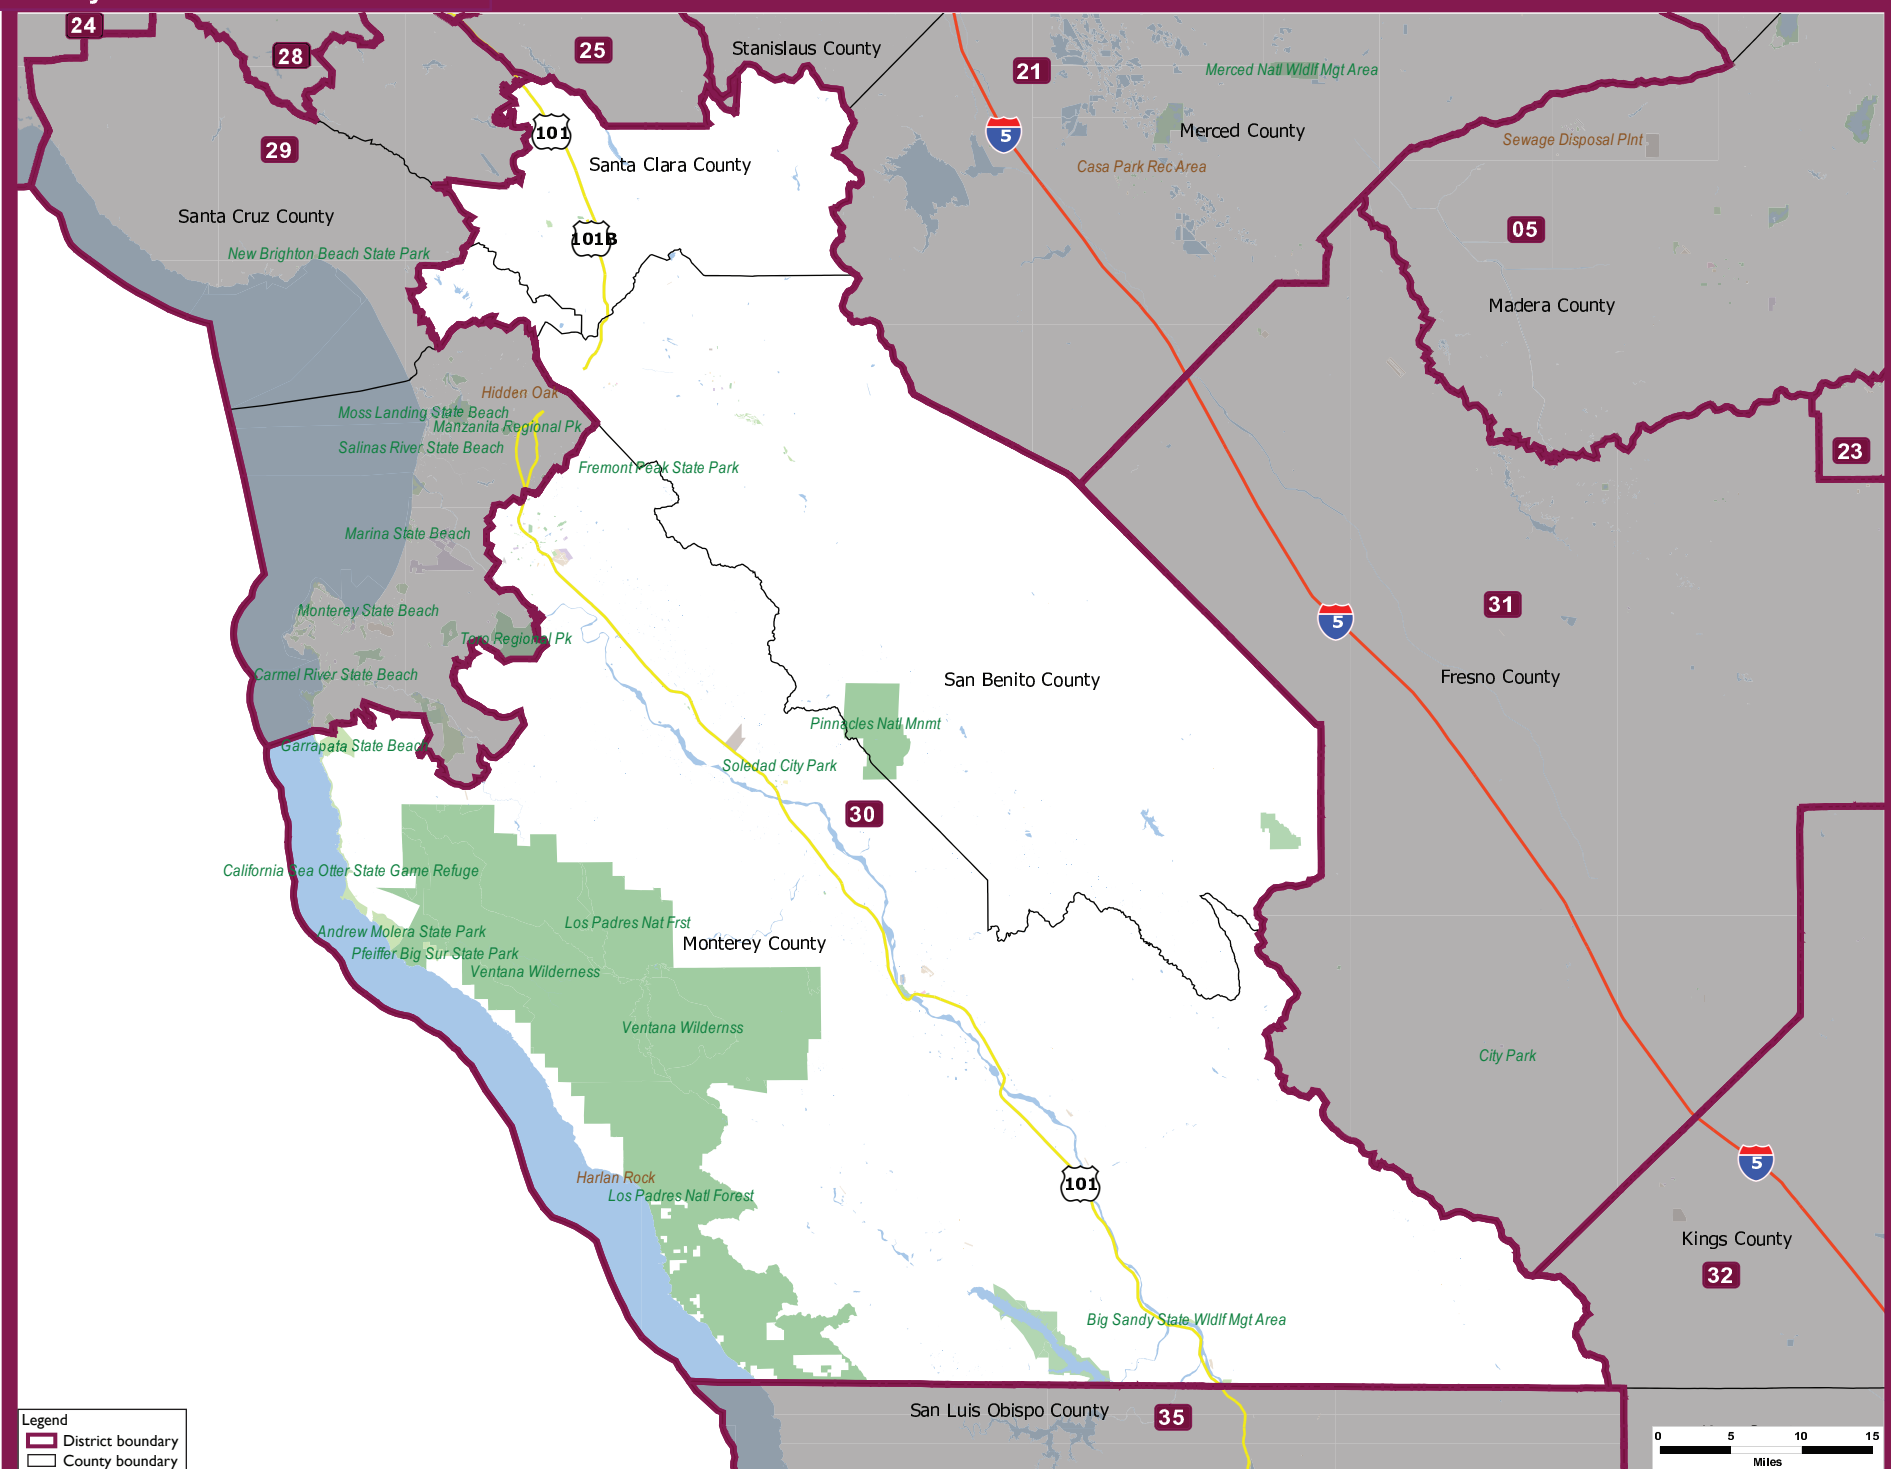 24
28
25
Stanislaus County
21
Merced Natl Wldlf Mgt Area
101
5
Merced County
Sewage Disposal Plnt
29
Santa Clara County
Casa Park Rec Area
Santa Cruz County
101B
05
New Brighton Beach State Park
Madera County
Hidden Oak
Moss Landing State Beach
Manzanita Regional Pk
Salinas River State Beach
23
Fremont Peak State Park
Marina State Beach
Monterey State Beach
31
5
Toro Regional Pk
Carmel River State Beach
San Benito County
Fresno County
Pinnacles Natl Mnmt
Garrapata State Beach
Soledad City Park
30
California Sea Otter State Game Refuge
Los Padres Nat Frst
Andrew Molera State Park
Monterey County
Pfeiffer Big Sur State Park
Ventana Wilderness
Ventana Wildernss
City Park
5
Harlan Rock
101
Los Padres Natl Forest
Kings County
32
Big Sandy State Wldlf Mgt Area
San Luis Obispo County
35
Legend
District boundary
County boundary
0 5 10 15
Miles